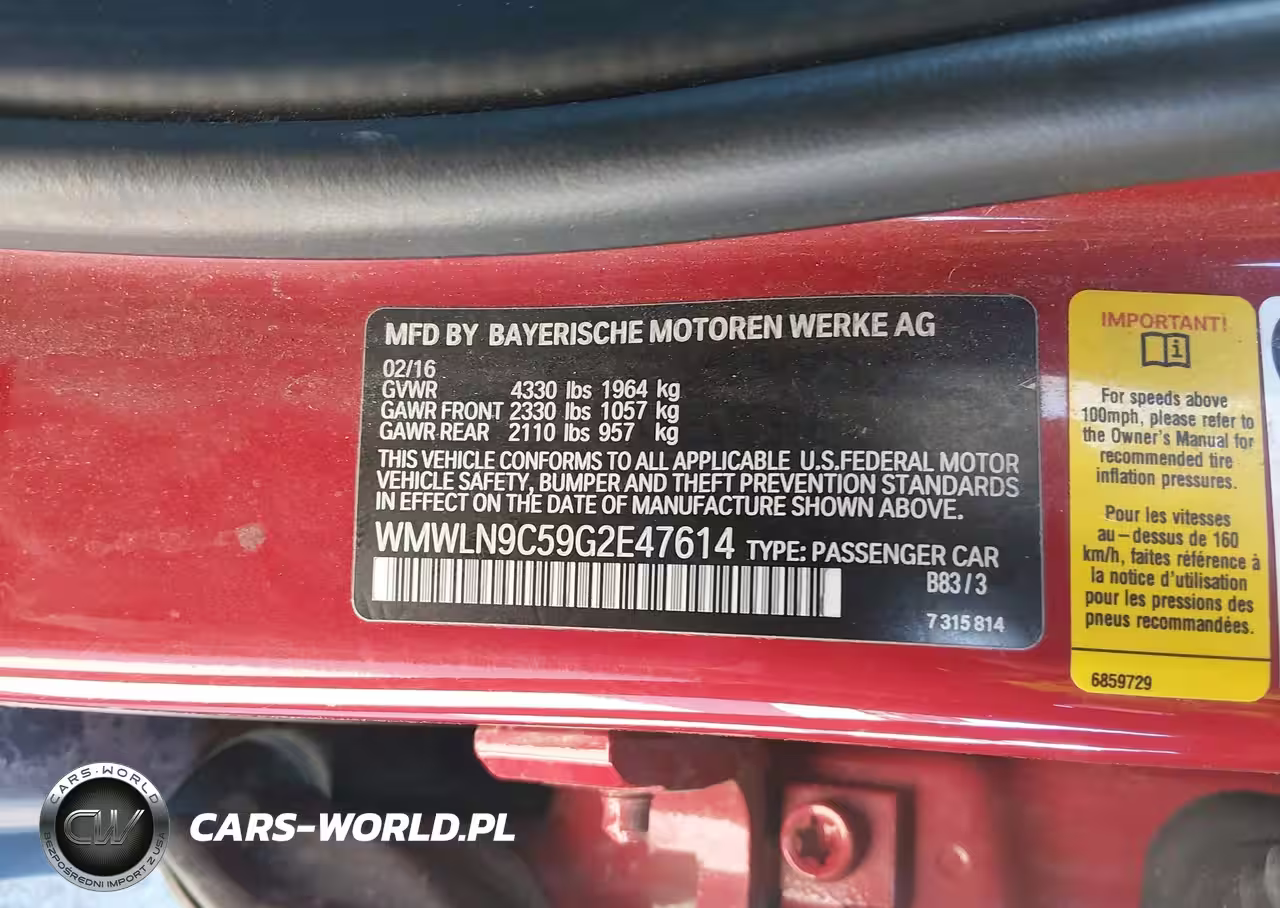 MFD BY BAYERISCHE MOTOREN WERKE AG
02/16
GVWR 4330 lbs 1964 kg
GAWR FRONT 2330 lbs 1057 kg
GAWR REAR 2110 lbs 957 kg
THIS VEHICLE CONFORMS TO ALL APPLICABLE U.S.FEDERAL MOTOR
VEHICLE SAFETY, BUMPER AND THEFT PREVENTION STANDARDS
IN EFFECT ON THE DATE OF MANUFACTURE SHOWN ABOVE.
WMWLN9C59G2E47614 TYPE: PASSENGER CAR
B83/3
7 315 814
IMPORTANT!
i
For speeds above
100mph, please refer to
the Owner's Manual for
recommended tire
inflation pressures.
Pour les vitesses
au-dessus de 160
km/h, faites référence à
la notice d'utilisation
pour les pressions des
pneus recommandées.
6859729
CARS-WORLD
CW
BEZPOŚREDNI IMPORT Z USA
CARS-WORLD.PL